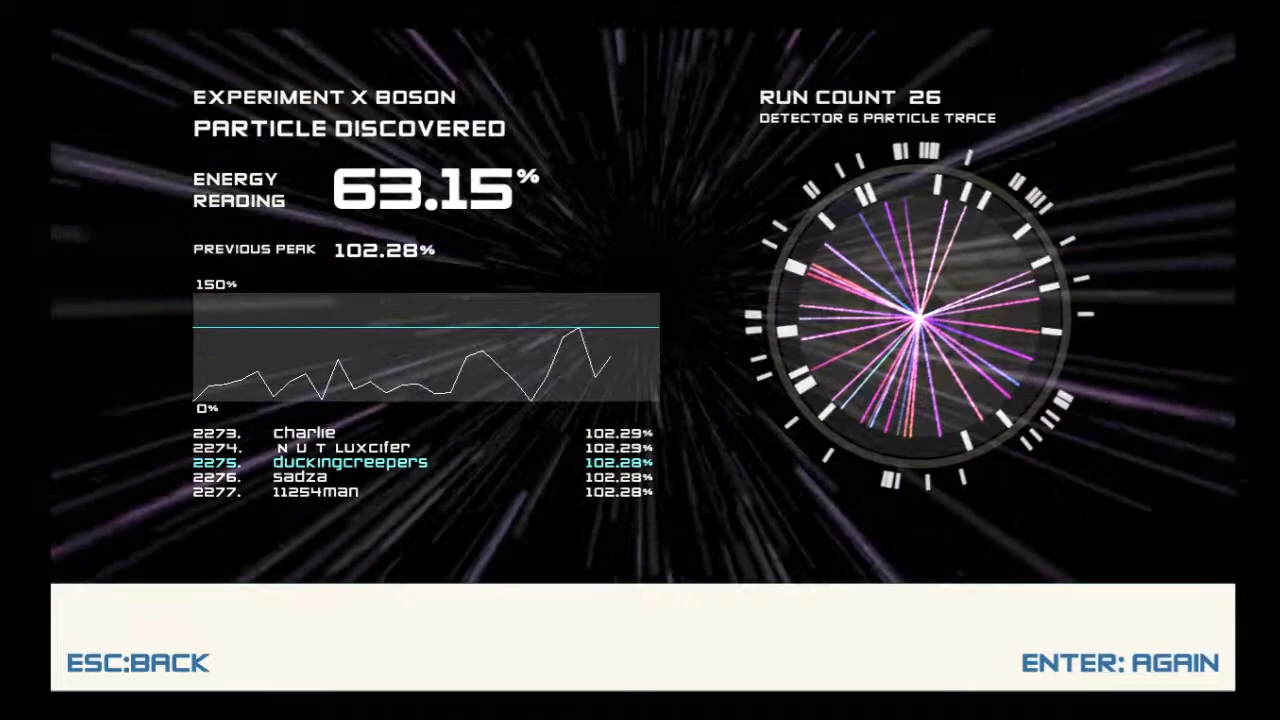 EXPERIMENT X BOSON
PARTICLE DISCOVERED
ENERGY READING 63.15%
PREVIOUS PEAK 102.28%
150%
0%
2273. charlie 102.29%
2274. N U T LUXCIfer 102.29%
2275. duckingcreepers 102.28%
2276. sadza 102.28%
2277. 11254man 102.28%
RUN COUNT 26
DETECTOR 6 PARTICLE TRACE
ESC:BACK
ENTER: AGAIN